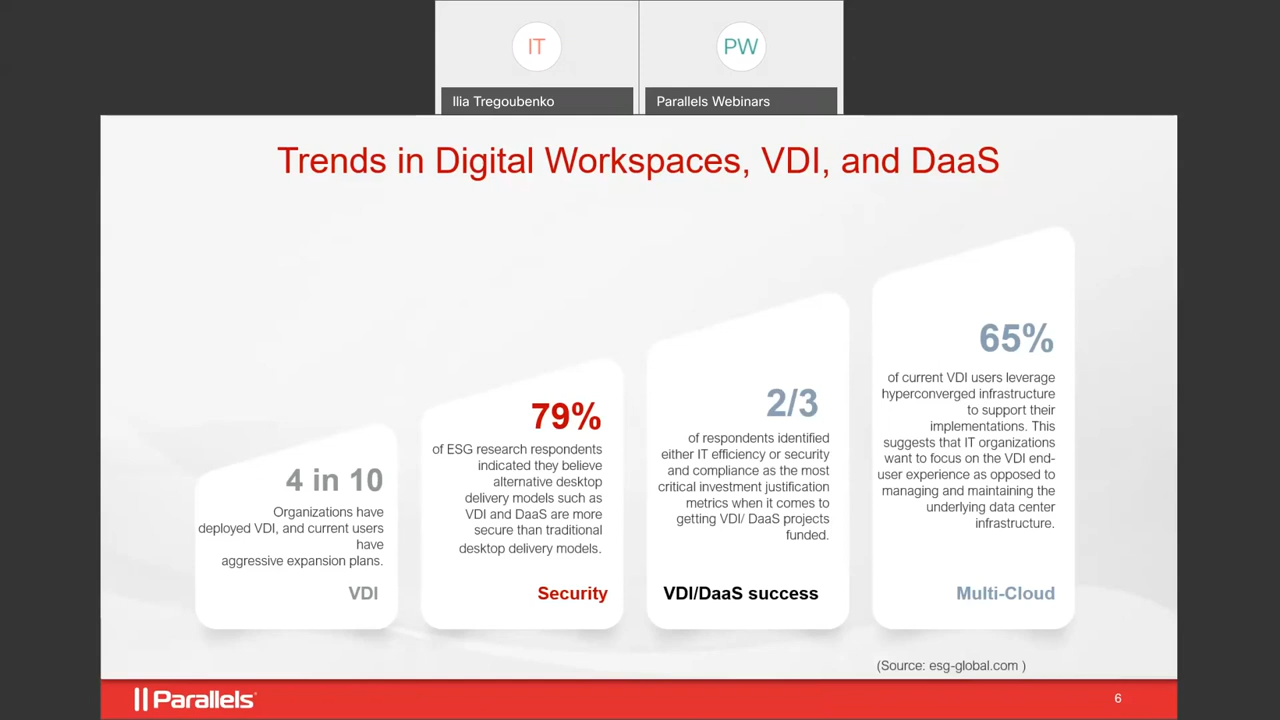 IT
PW
Ilia Tregoubenko
Parallels Webinars
Trends in Digital Workspaces, VDI, and DaaS
4 in 10
Organizations have
deployed VDI, and current users
have
aggressive expansion plans.
VDI
79%
of ESG research respondents
indicated they believe
alternative desktop
delivery models such as
VDI and DaaS are more
secure than traditional
desktop delivery models.
Security
2/3
of respondents identified
either IT efficiency or security
and compliance as the most
critical investment justification
metrics when it comes to
getting VDI/ DaaS projects
funded.
VDI/DaaS success
65%
of current VDI users leverage
hyperconverged infrastructure
to support their
implementations. This
suggests that IT organizations
want to focus on the VDI end-
user experience as opposed to
managing and maintaining the
underlying data center
infrastructure.
Multi-Cloud
(Source: esg-global.com )
Parallels
6